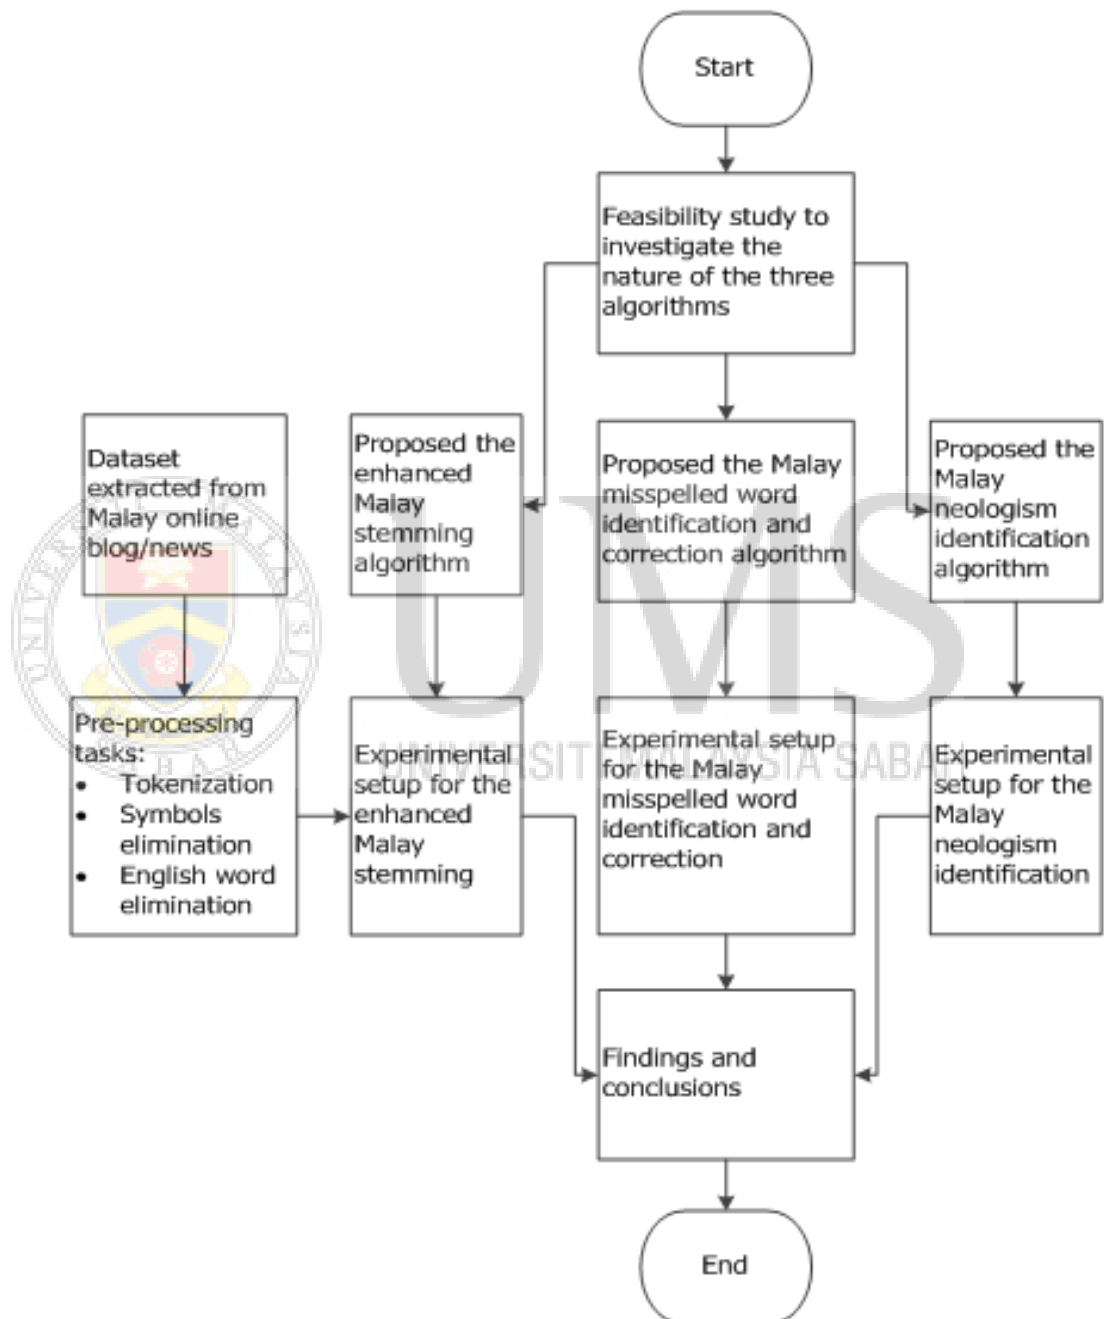 Start
Feasibility study to
investigate the
nature of the three
algorithms
Dataset
extracted from
Malay online
blog/news
Proposed the
enhanced
Malay
stemming
algorithm
Proposed the Malay
misspelled word
identification and
correction algorithm
Proposed the
Malay
neologism
identification
algorithm
UMS
UNIVERSITI MALAYSIA SABAH
Pre-processing
tasks:
• Tokenization
• Symbols
elimination
• English word
elimination
Experimental
setup for the
enhanced
Malay
stemming
Experimental setup
for the Malay
misspelled word
identification and
correction
Experimental
setup for the
Malay
neologism
identification
UNIVERSITI MALAYSIA SABAH
Findings and
conclusions
End